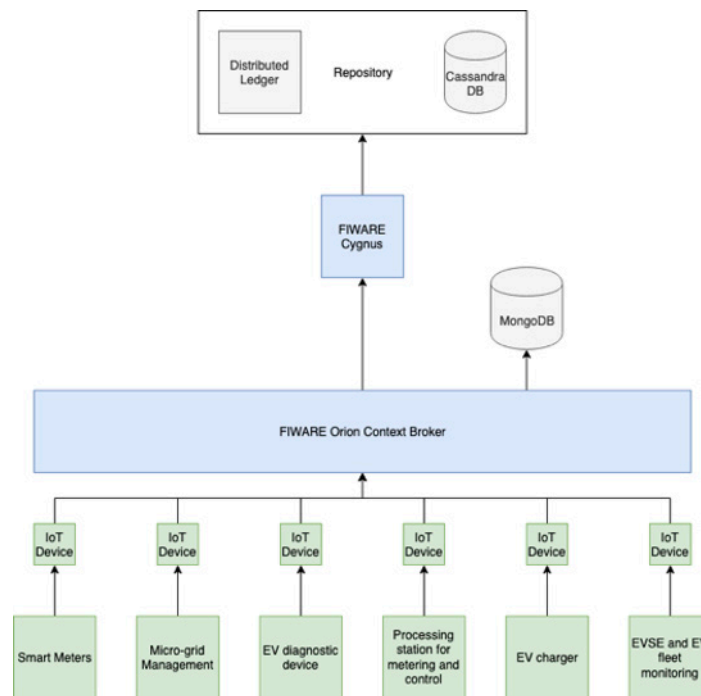 Distributed
Ledger
Repository
Cassandra
DB
FIWARE
Cygnus
MongoDB
FIWARE Orion Context Broker
IoT
Device
IoT
Device
IoT
Device
IoT
Device
IoT
Device
IoT
Device
Smart Meters
Micro-grid
Management
EV diagnostic
device
Processing
station for
metering and
control
EV charger
EVSE and EV
fleet
monitoring